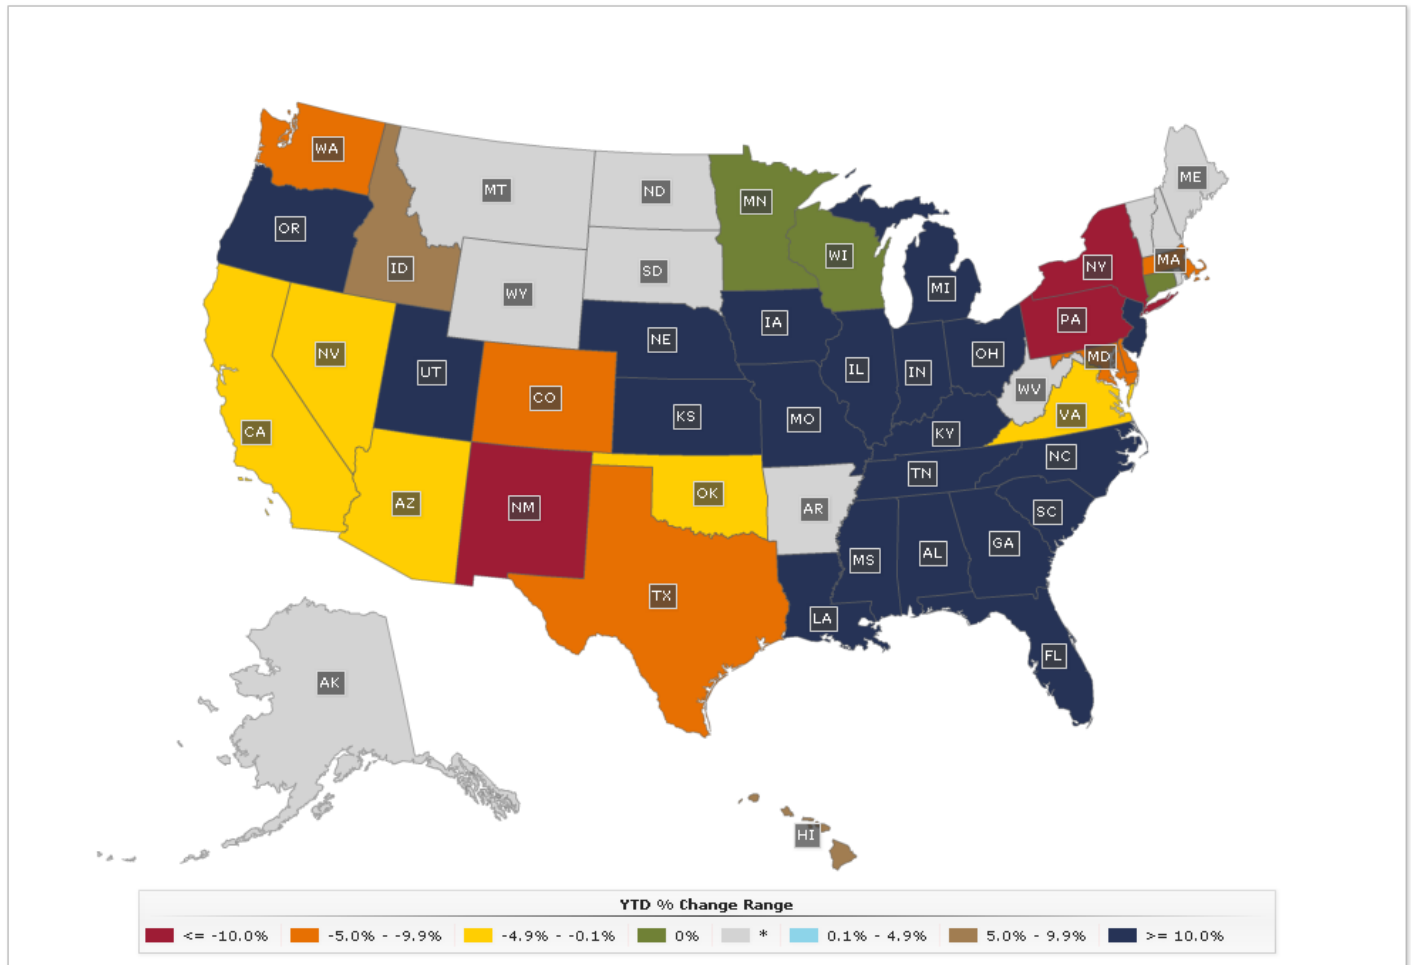 WA
MT
ND
MN
ME
OR
ID
SD
WI
MA
NY
WY
MI
IA
PA
NV
NE
OH
MD
UT
IL
IN
CO
WV
CA
KS
MO
KY
VA
NC
AZ
NM
OK
TN
AR
SC
MS
AL
GA
TX
LA
FL
AK
HI
YTD % Change Range
<= -10.0%
-5.0% - -9.9%
-4.9% - -0.1%
0%
*
0.1% - 4.9%
5.0% - 9.9%
>= 10.0%